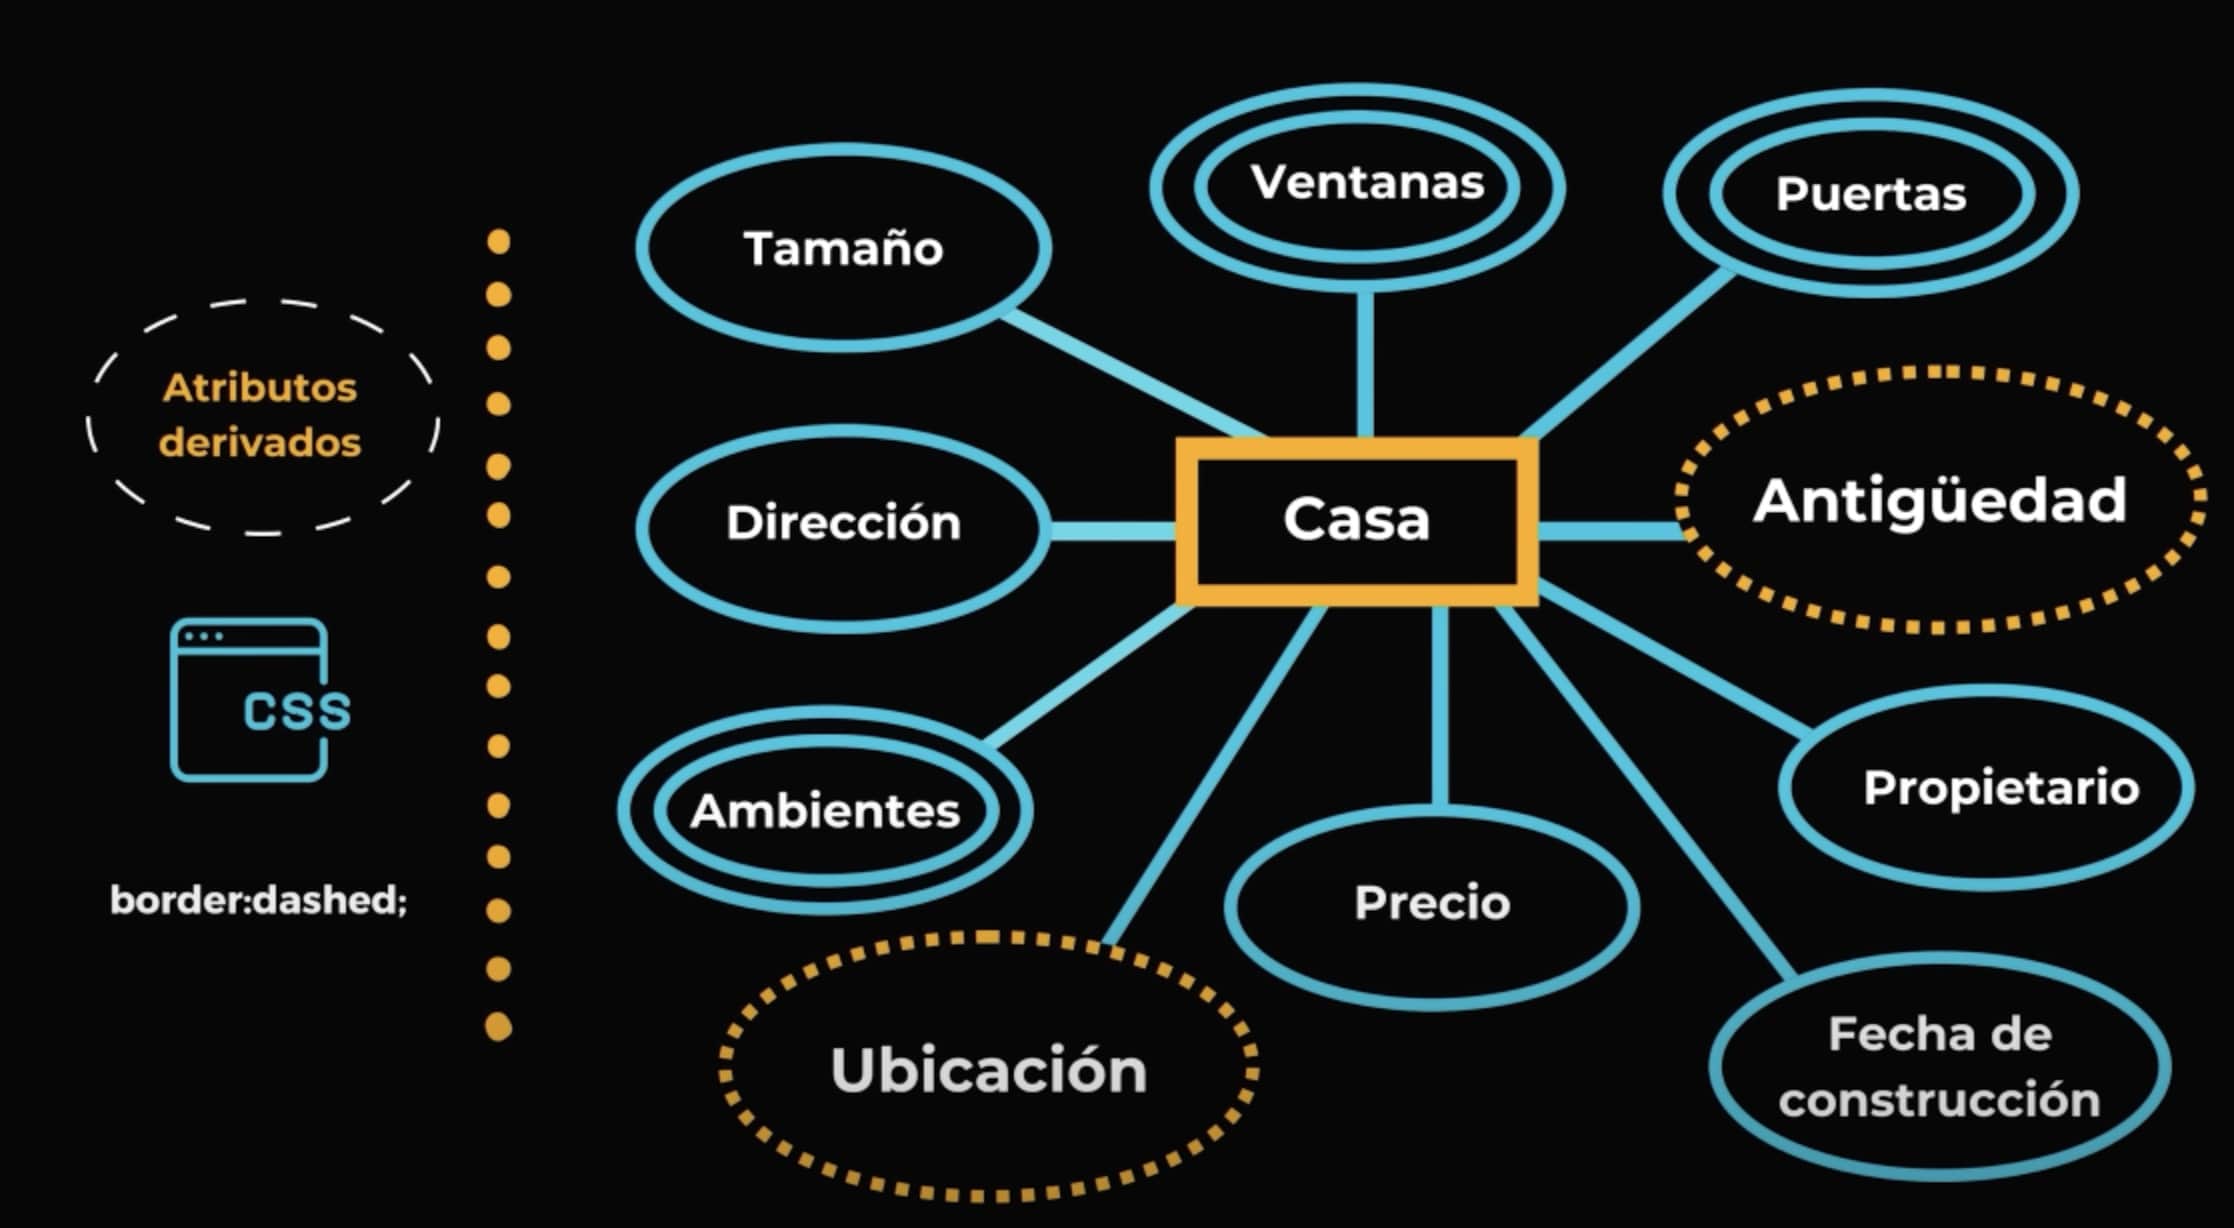 Atributos
derivados
CSS
border:dashed;
Tamaño
Ventanas
Puertas
Dirección
Casa
Antigüedad
Ambientes
Propietario
Precio
Ubicación
Fecha de
construcción